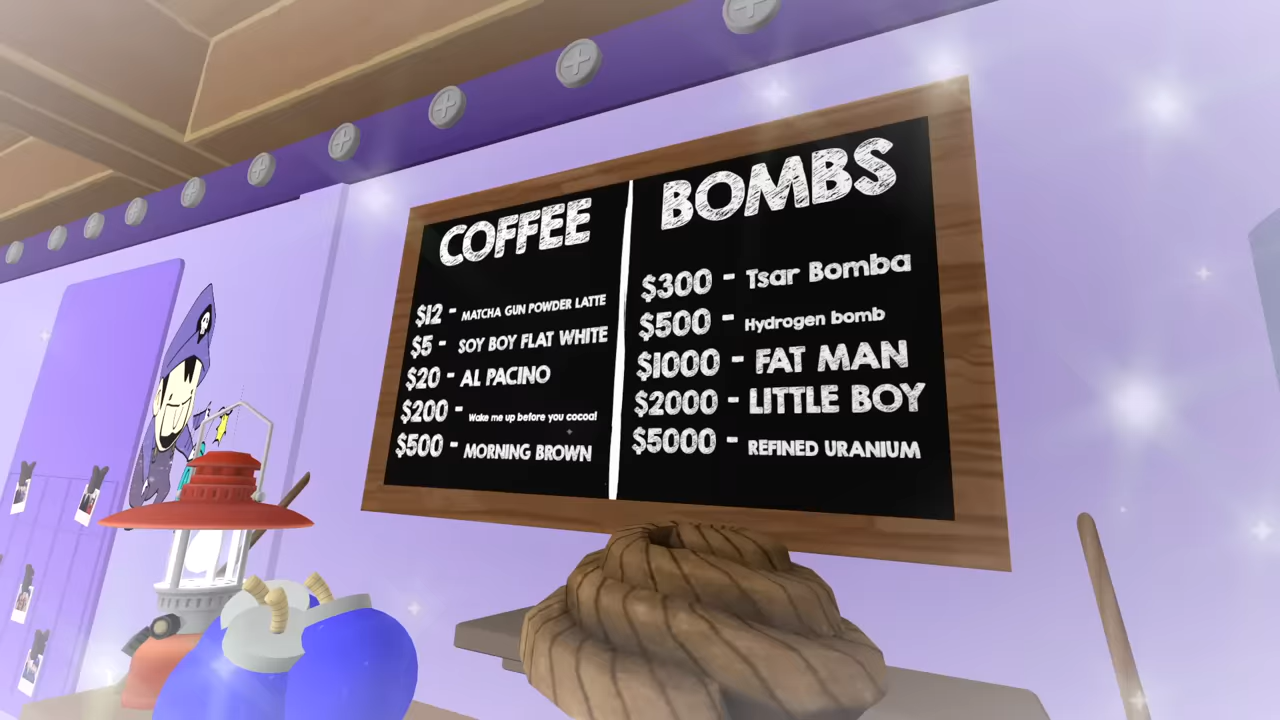 COFFEE
$12 - MATCHA GUN POWDER LATTE
$5 - SOY BOY FLAT WHITE
$20 - AL PACINO
$200 - Wake me up before you cocoa!
$500 - MORNING BROWN
BOMBS
$300 - Tsar Bomba
$500 - Hydrogen bomb
$1000 - FAT MAN
$2000 - LITTLE BOY
$5000 - REFINED URANIUM